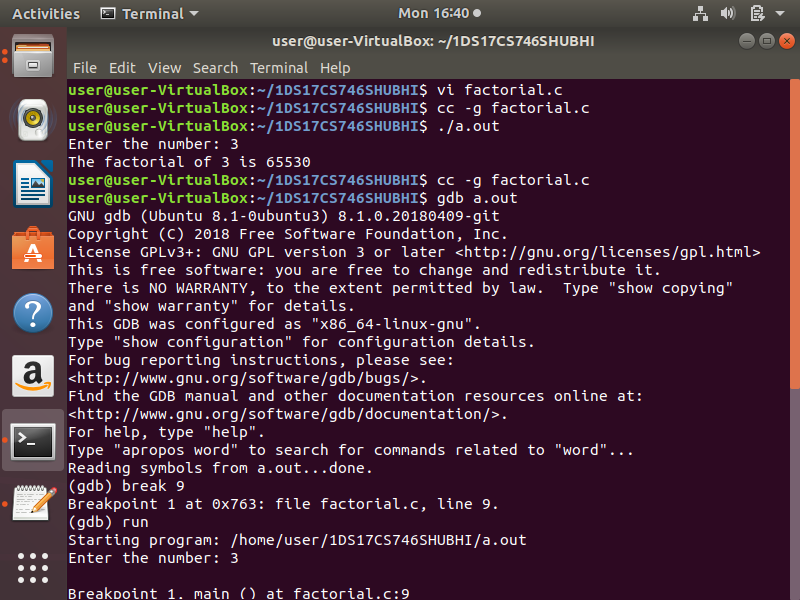 Activities
Terminal
Mon 16:40
user@user-VirtualBox: ~/1DS17CS746SHUBHI
File Edit View Search Terminal Help
user@user-VirtualBox:~/1DS17CS746SHUBHI$ vi factorial.c
user@user-VirtualBox:~/1DS17CS746SHUBHI$ cc -g factorial.c
user@user-VirtualBox:~/1DS17CS746SHUBHI$ ./a.out
Enter the number: 3
The factorial of 3 is 65530
user@user-VirtualBox:~/1DS17CS746SHUBHI$ cc -g factorial.c
user@user-VirtualBox:~/1DS17CS746SHUBHI$ gdb a.out
GNU gdb (Ubuntu 8.1-0ubuntu3) 8.1.0.20180409-git
Copyright (C) 2018 Free Software Foundation, Inc.
License GPLv3+: GNU GPL version 3 or later <http://gnu.org/licenses/gpl.html>
This is free software: you are free to change and redistribute it.
There is NO WARRANTY, to the extent permitted by law.  Type "show copying"
and "show warranty" for details.
This GDB was configured as "x86_64-linux-gnu".
Type "show configuration" for configuration details.
For bug reporting instructions, please see:
<http://www.gnu.org/software/gdb/bugs/>.
Find the GDB manual and other documentation resources online at:
<http://www.gnu.org/software/gdb/documentation/>.
For help, type "help".
Type "apropos word" to search for commands related to "word"...
Reading symbols from a.out...done.
(gdb) break 9
Breakpoint 1 at 0x763: file factorial.c, line 9.
(gdb) run
Starting program: /home/user/1DS17CS746SHUBHI/a.out
Enter the number: 3
Breakpoint 1, main () at factorial.c:9